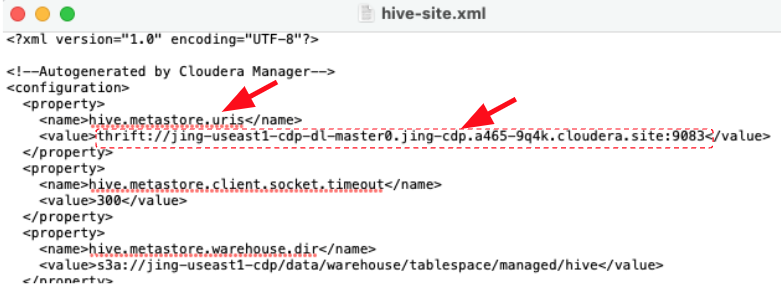 hive-site.xml
<?xml version="1.0" encoding="UTF-8"?>
<!--Autogenerated by Cloudera Manager-->
<configuration>
<property>
<name>hive.metastore.uris</name>
<value>thrift://jing-useast1-cdp-dl-master0.jing-cdp.a465-9q4k.cloudera.site:9083</value>
</property>
<property>
<name>hive.metastore.client.socket.timeout</name>
<value>300</value>
</property>
<property>
<name>hive.metastore.warehouse.dir</name>
<value>s3a://jing-useast1-cdp/data/warehouse/tablespace/managed/hive</value>
</property>